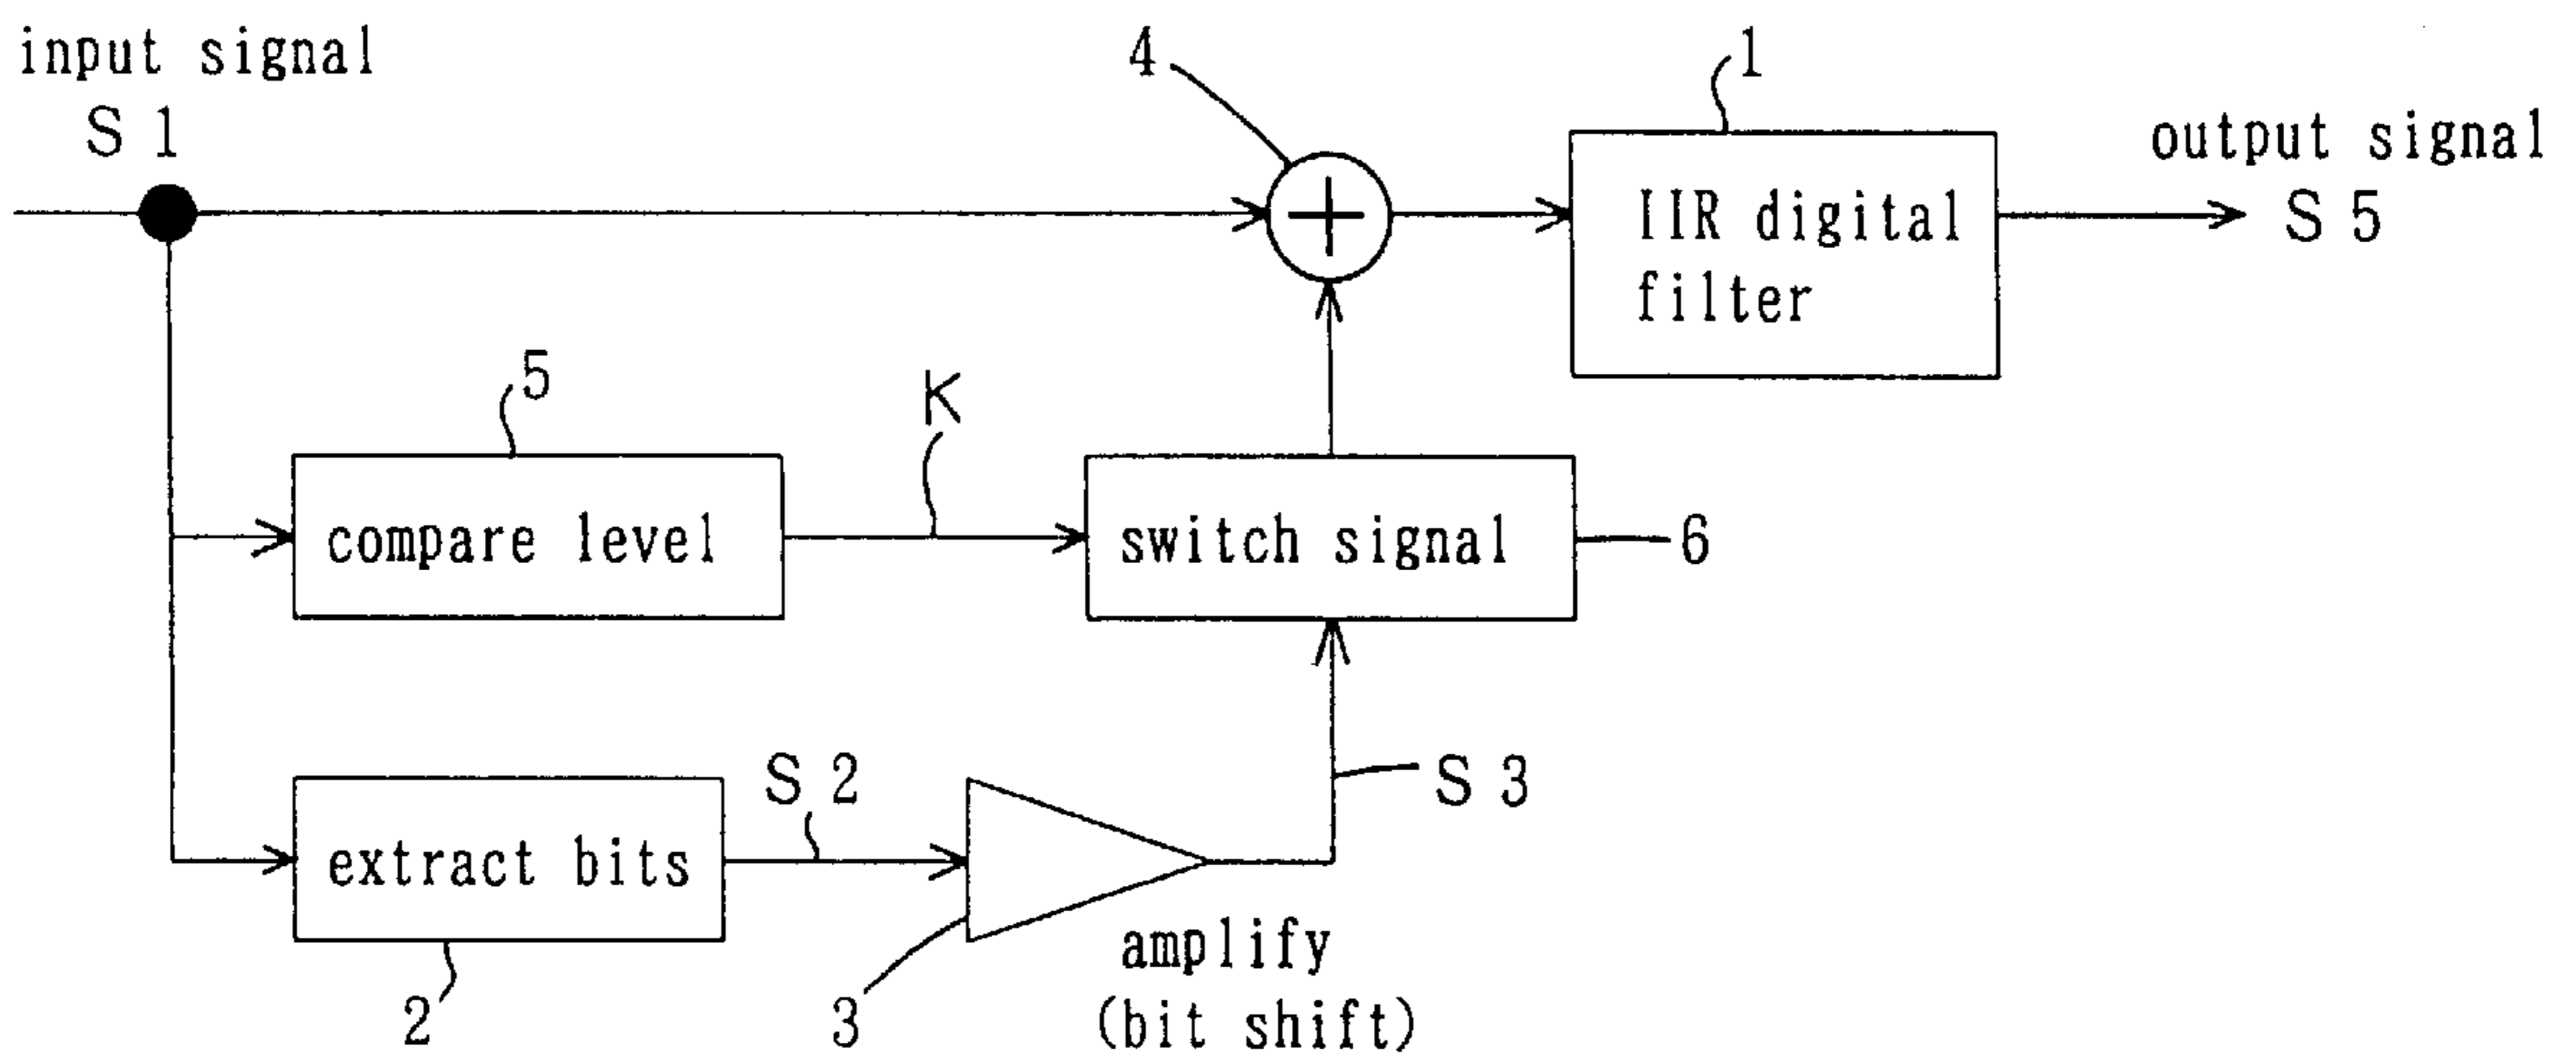 input signal
S 1
4
1
output signal
S 5
IIR digital
filter
5
K
compare level
switch signal
6
S 2
S 3
extract bits
amplify
(bit shift)
2
3